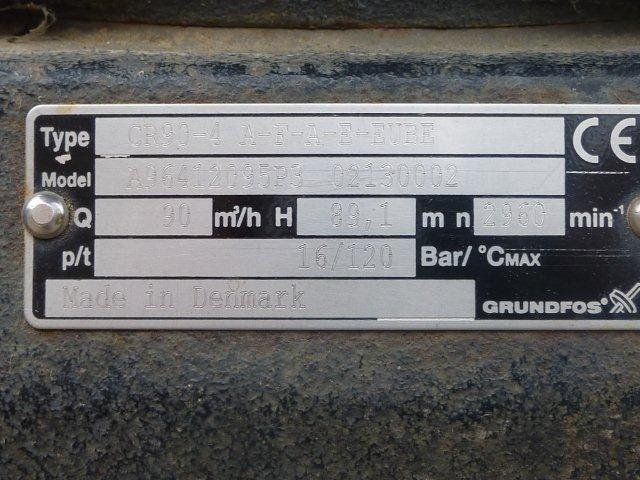 Type CR90-4 A-F-A-E-EUBE CE
Model A96412095P3 02130002
Q 90 m³/h H 89,1 m n 2960 min⁻¹
p/t 16/120 Bar/ °CMAX
Made in Denmark GRUNDFOS